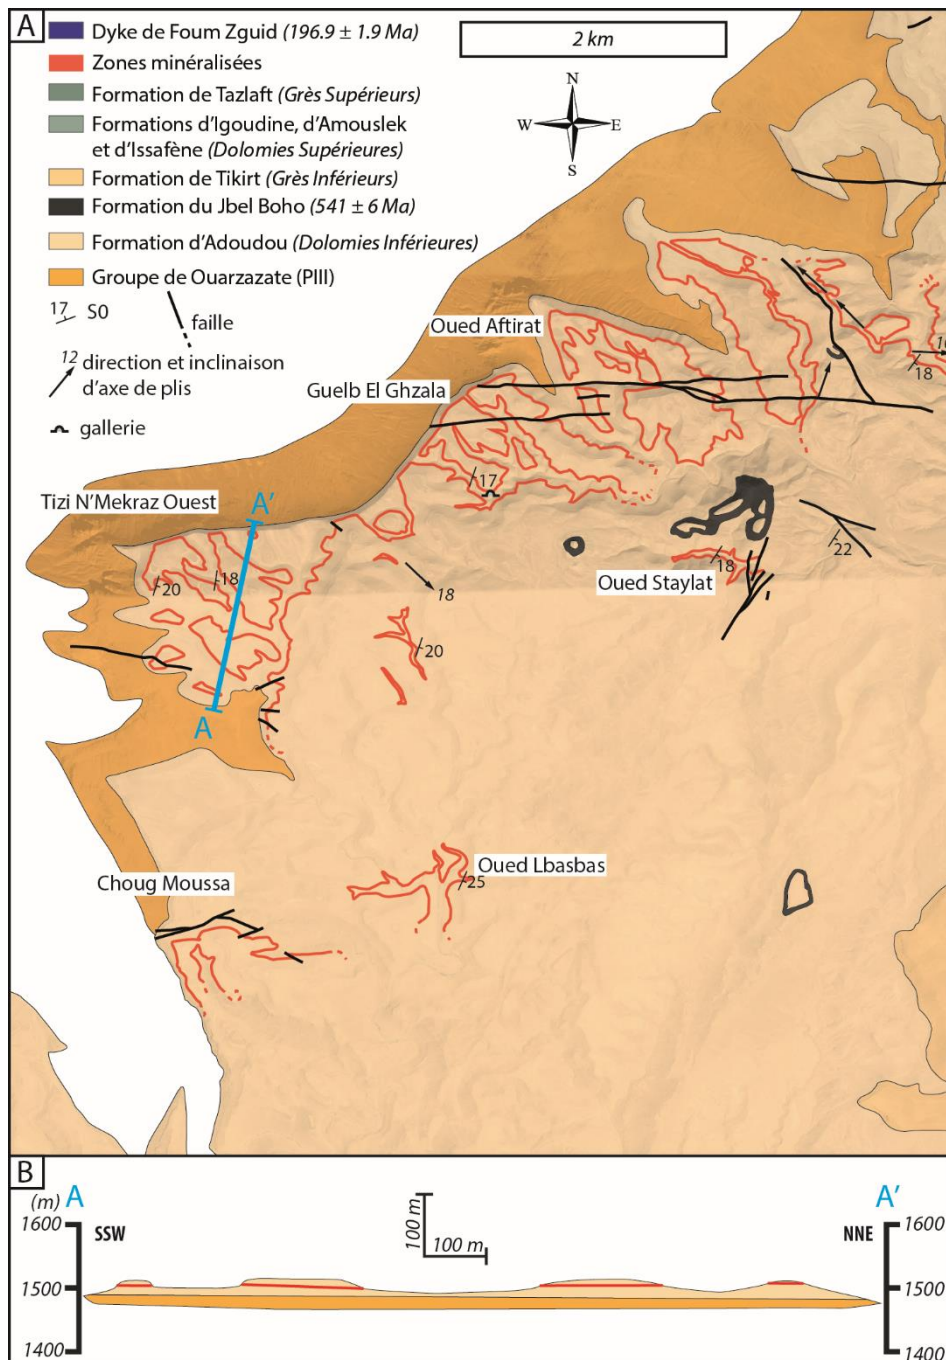 A
Dyke de Foum Zguid (196.9 ± 1.9 Ma)
Zones minéralisées
Formation de Tazlaft (Grès Supérieurs)
Formations d'Igoudine, d'Amouslek
et d'Issafène (Dolomies Supérieures)
Formation de Tikirt (Grès Inférieurs)
Formation du Jbel Boho (541 ± 6 Ma)
Formation d'Adoudou (Dolomies Inférieures)
Groupe de Ouarzazate (PIII)
17 S0
faille
12 direction et inclinaison
d'axe de plis
gallerie
2 km
N
W E
S
Oued Aftirat
18
Guelb El Ghzala
17
Tizi N'Mekraz Ouest
A'
20
18
18
Oued Staylat
18
22
20
A
Choug Moussa
Oued Lbasbas
25
B
(m) A A'
1600 SSW 100 m NNE 1600
100 m
1500 1500
1400 1400